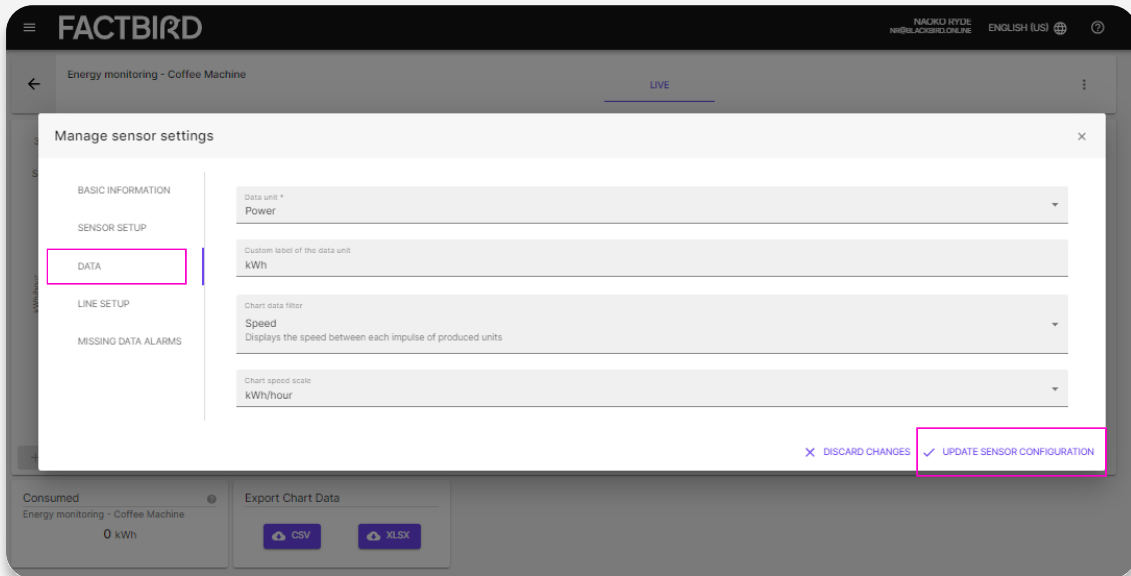 FACTBIRD
NAOKO RYDE
NR@BLACKBIRD.ONLINE
ENGLISH (US)
Energy monitoring - Coffee Machine
LIVE
3
S
Manage sensor settings
BASIC INFORMATION
SENSOR SETUP
DATA
LINE SETUP
MISSING DATA ALARMS
Data unit *
Power
Custom label of the data unit
kWh
Chart data filter
Speed
Displays the speed between each impulse of produced units
Chart speed scale
kWh/hour
kWh/hour
DISCARD CHANGES
UPDATE SENSOR CONFIGURATION
Consumed
Energy monitoring - Coffee Machine
0 kWh
Export Chart Data
CSV
XLSX